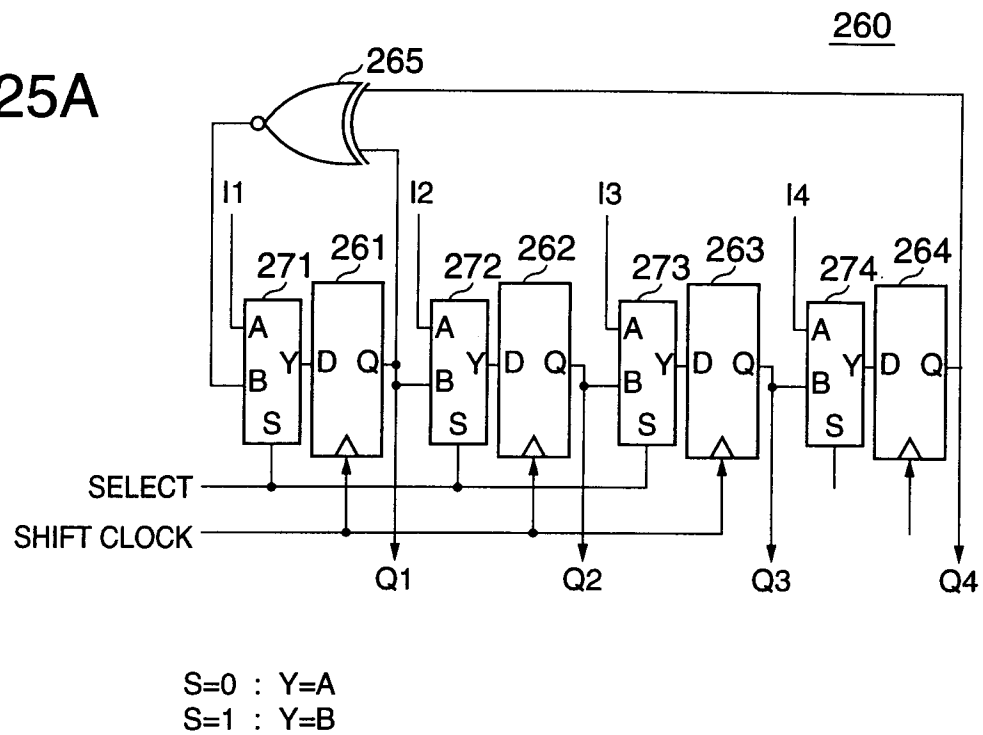 260
25A
265
I1
I2
I3
I4
271
261
272
262
273
263
274
264
A
B
Y
S
D
Q
A
B
Y
S
D
Q
A
B
Y
S
D
Q
A
B
Y
S
D
Q
SELECT
SHIFT CLOCK
Q1
Q2
Q3
Q4
S=0 : Y=A
S=1 : Y=B